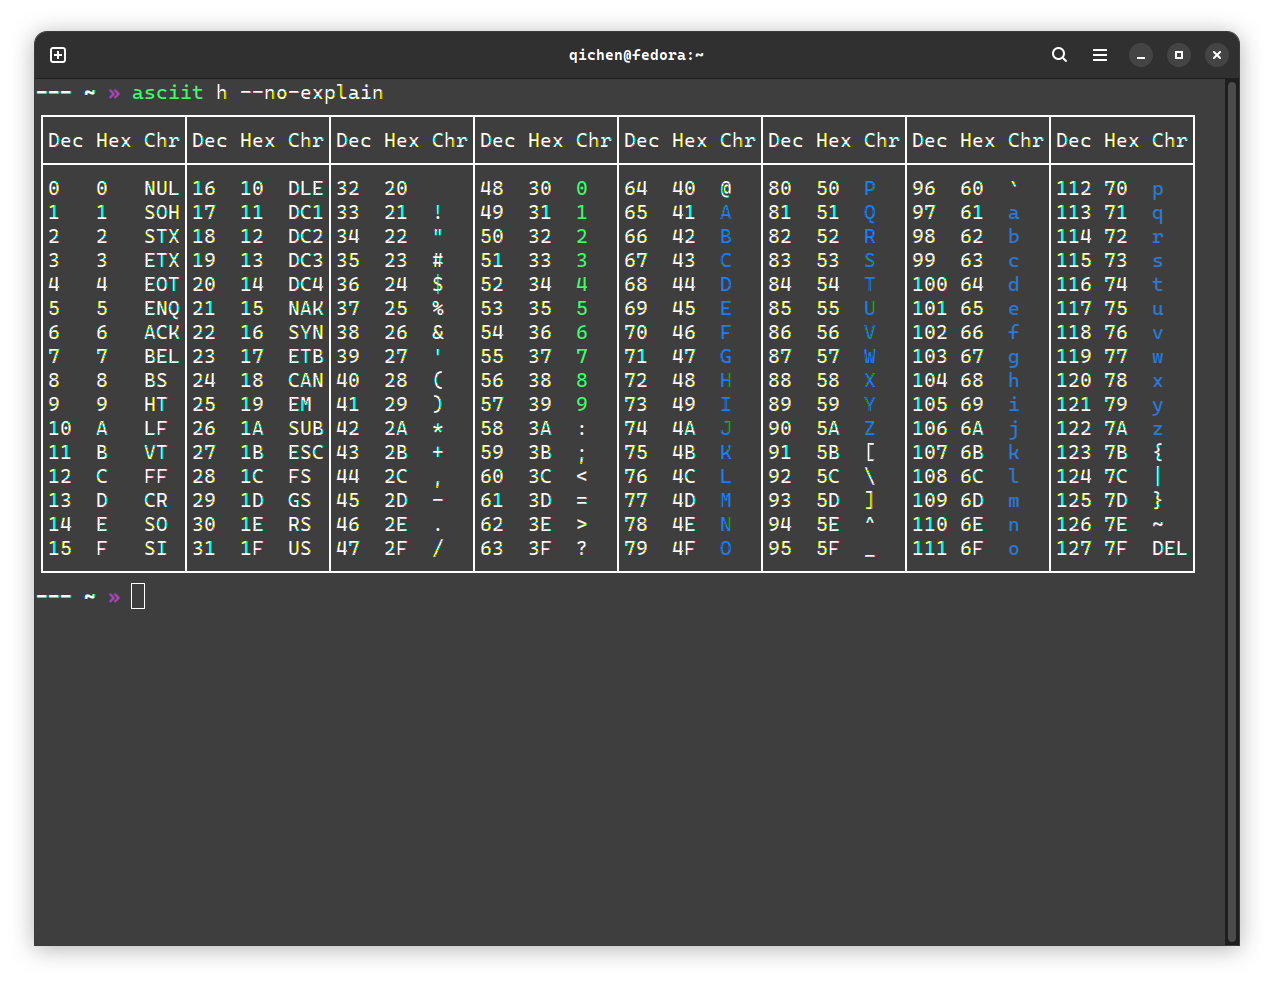 qichen@fedora:~
--- ~ » asciit h --no-explain
Dec Hex Chr Dec Hex Chr Dec Hex Chr Dec Hex Chr Dec Hex Chr Dec Hex Chr Dec Hex Chr Dec Hex Chr
0 0 NUL 16 10 DLE 32 20 48 30 0 64 40 @ 80 50 P 96 60 ` 112 70 p
1 1 SOH 17 11 DC1 33 21 ! 49 31 1 65 41 A 81 51 Q 97 61 a 113 71 q
2 2 STX 18 12 DC2 34 22 " 50 32 2 66 42 B 82 52 R 98 62 b 114 72 r
3 3 ETX 19 13 DC3 35 23 # 51 33 3 67 43 C 83 53 S 99 63 c 115 73 s
4 4 EOT 20 14 DC4 36 24 $ 52 34 4 68 44 D 84 54 T 100 64 d 116 74 t
5 5 ENQ 21 15 NAK 37 25 % 53 35 5 69 45 E 85 55 U 101 65 e 117 75 u
6 6 ACK 22 16 SYN 38 26 & 54 36 6 70 46 F 86 56 V 102 66 f 118 76 v
7 7 BEL 23 17 ETB 39 27 ' 55 37 7 71 47 G 87 57 W 103 67 g 119 77 w
8 8 BS 24 18 CAN 40 28 ( 56 38 8 72 48 H 88 58 X 104 68 h 120 78 x
9 9 HT 25 19 EM 41 29 ) 57 39 9 73 49 I 89 59 Y 105 69 i 121 79 y
10 A LF 26 1A SUB 42 2A * 58 3A : 74 4A J 90 5A Z 106 6A j 122 7A z
11 B VT 27 1B ESC 43 2B + 59 3B ; 75 4B K 91 5B [ 107 6B k 123 7B {
12 C FF 28 1C FS 44 2C , 60 3C < 76 4C L 92 5C \ 108 6C l 124 7C |
13 D CR 29 1D GS 45 2D - 61 3D = 77 4D M 93 5D ] 109 6D m 125 7D }
14 E SO 30 1E RS 46 2E . 62 3E > 78 4E N 94 5E ^ 110 6E n 126 7E ~
15 F SI 31 1F US 47 2F / 63 3F ? 79 4F O 95 5F _ 111 6F o 127 7F DEL
--- ~ »